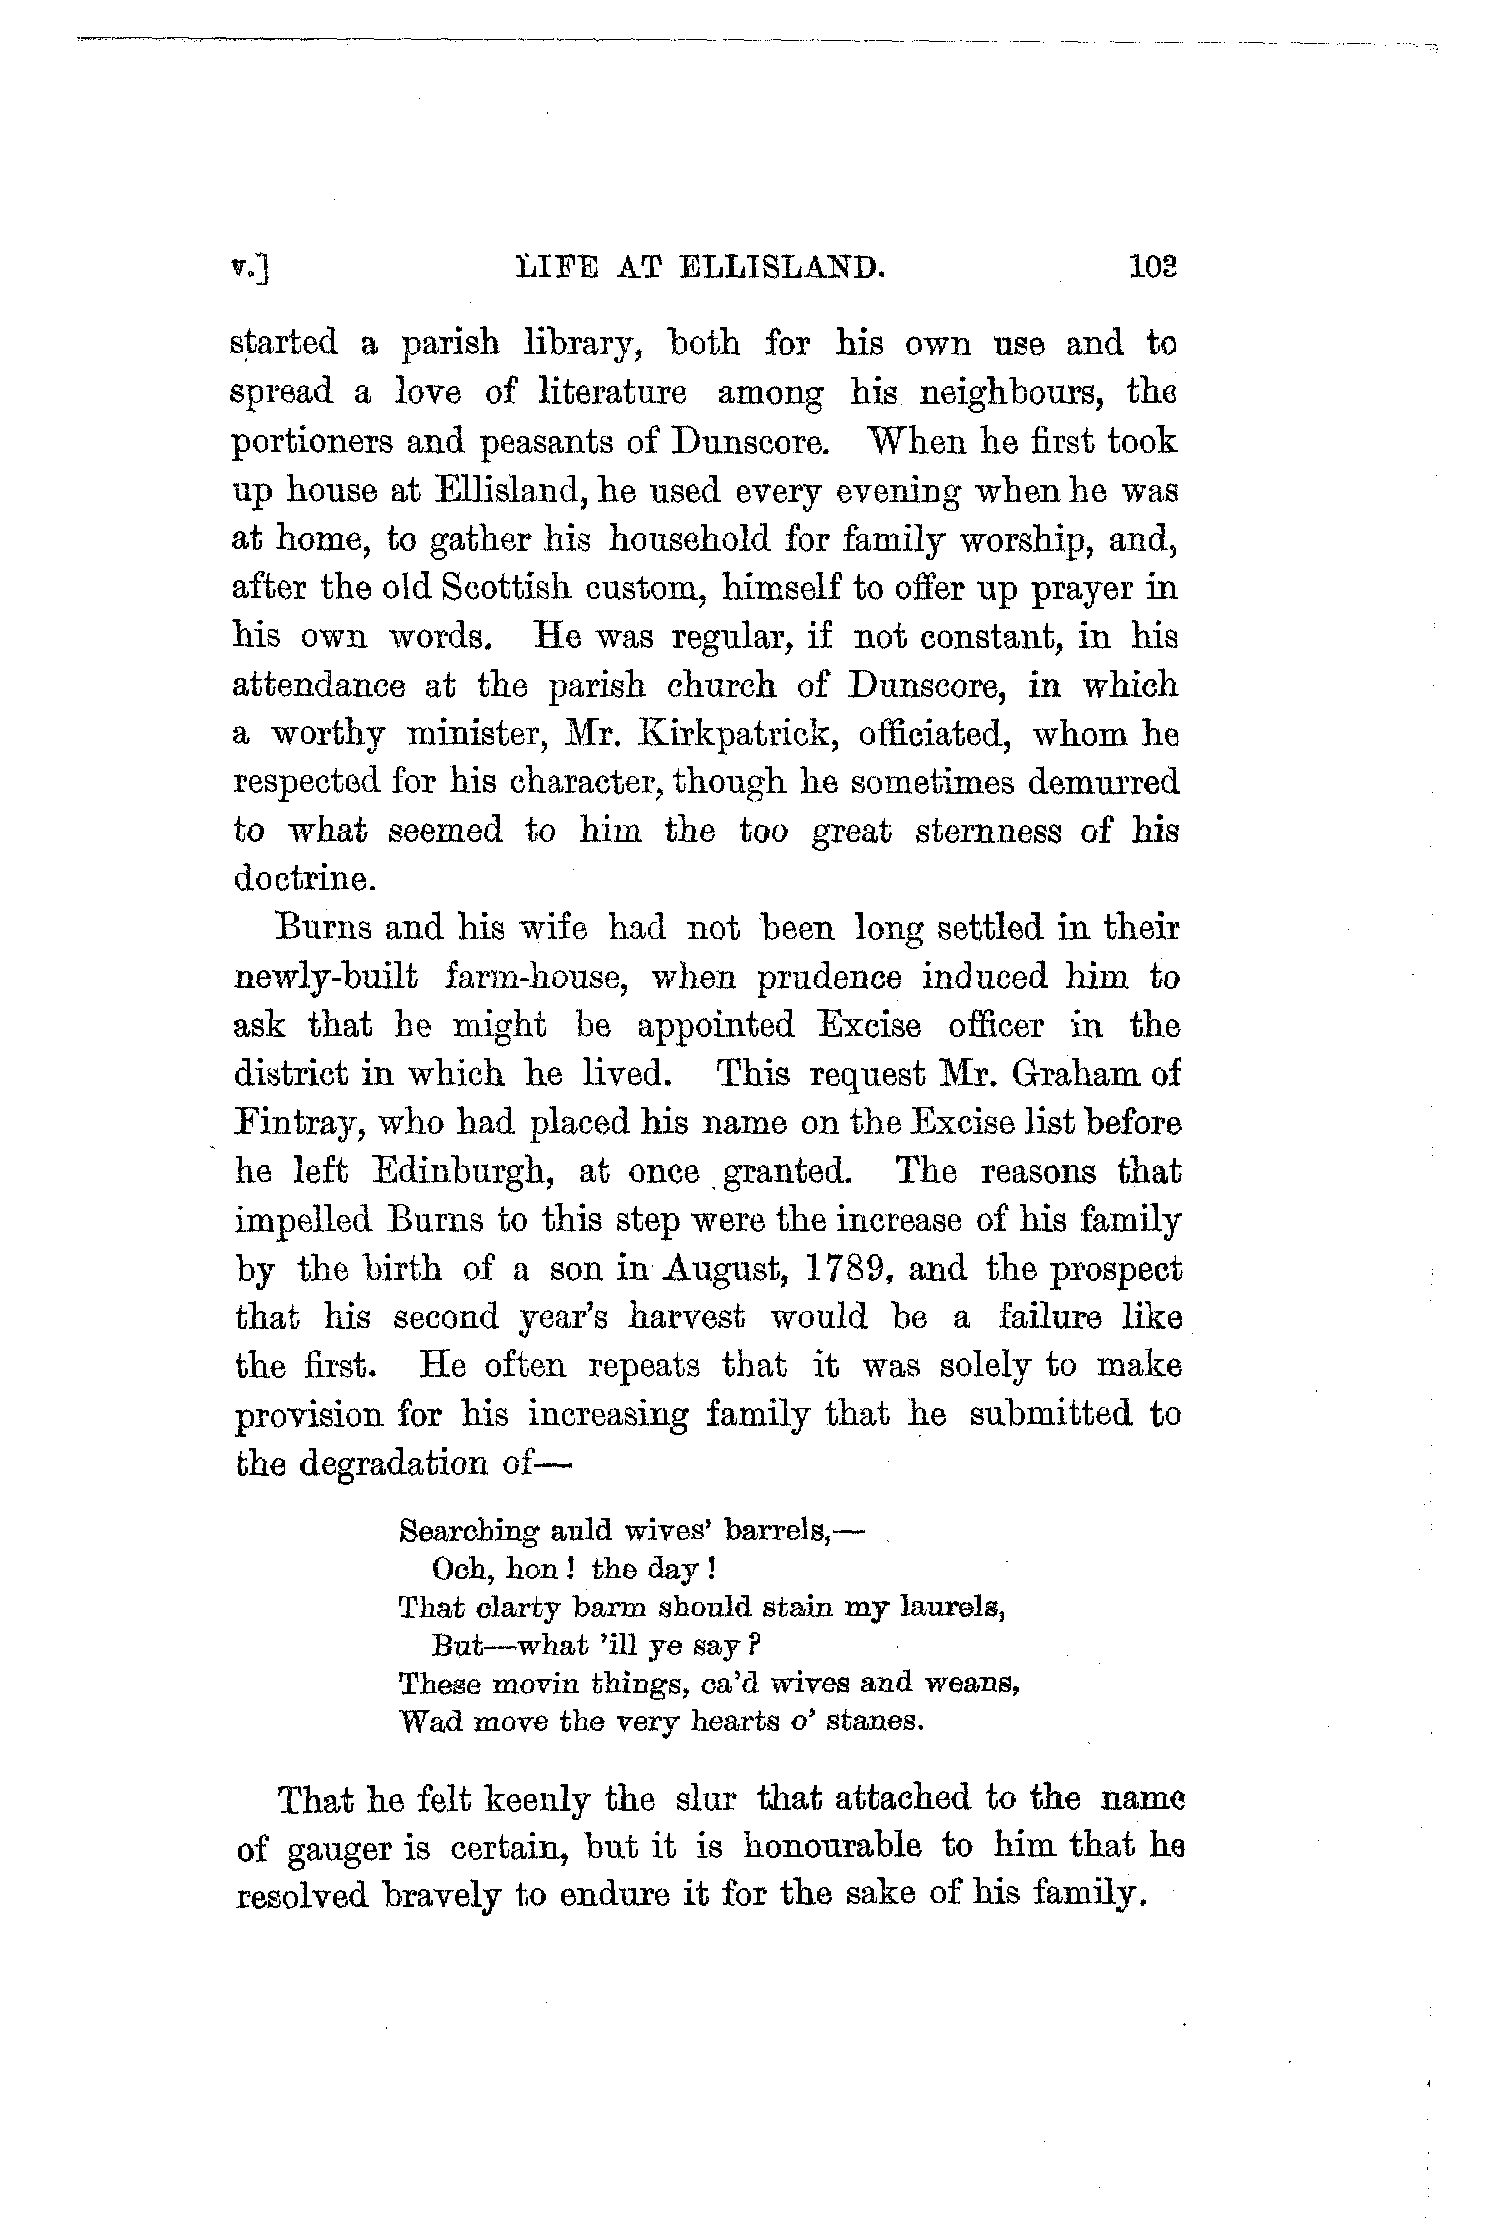 v.] LIFE AT ELLISLAND. 103
started a parish library, both for his own use and to
spread a love of literature among his neighbours, the
portioners and peasants of Dunscore. When he first took
up house at Ellisland, he used every evening when he was
at home, to gather his household for family worship, and,
after the old Scottish custom, himself to offer up prayer in
his own words. He was regular, if not constant, in his
attendance at the parish church of Dunscore, in which
a worthy minister, Mr. Kirkpatrick, officiated, whom he
respected for his character, though he sometimes demurred
to what seemed to him the too great sternness of his
doctrine.
Burns and his wife had not been long settled in their
newly-built farm-house, when prudence induced him to
ask that he might be appointed Excise officer in the
district in which he lived. This request Mr. Graham of
Fintray, who had placed his name on the Excise list before
he left Edinburgh, at once granted. The reasons that
impelled Burns to this step were the increase of his family
by the birth of a son in August, 1789, and the prospect
that his second year's harvest would be a failure like
the first. He often repeats that it was solely to make
provision for his increasing family that he submitted to
the degradation of—
Searching auld wives' barrels,—
Och, hon! the day!
That clarty barm should stain my laurels,
But—what 'ill ye say?
These movin things, ca'd wives and weans,
Wad move the very hearts o' stanes.
That he felt keenly the slur that attached to the name
of gauger is certain, but it is honourable to him that he
resolved bravely to endure it for the sake of his family.